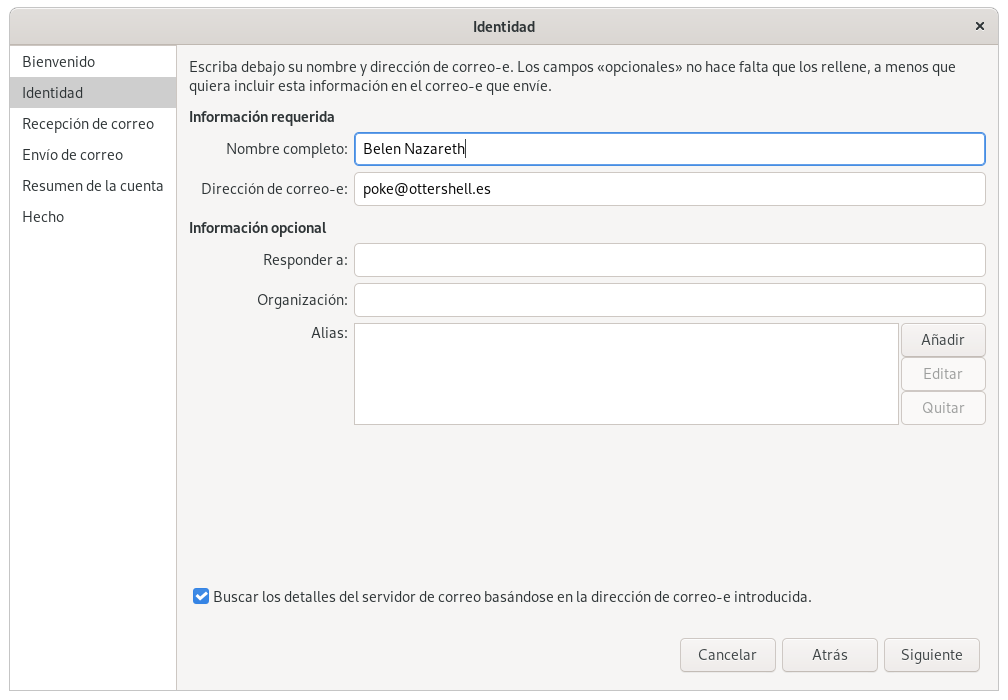 Identidad
×
Bienvenido
Identidad
Recepción de correo
Envío de correo
Resumen de la cuenta
Hecho
Escriba debajo su nombre y dirección de correo-e. Los campos «opcionales» no hace falta que los rellene, a menos que
quiera incluir esta información en el correo-e que envíe.
Información requerida
Nombre completo: Belen Nazareth
Dirección de correo-e: poke@ottershell.es
Información opcional
Responder a:
Organización:
Alias:
Añadir
Editar
Quitar
Buscar los detalles del servidor de correo basándose en la dirección de correo-e introducida.
Cancelar Atrás Siguiente